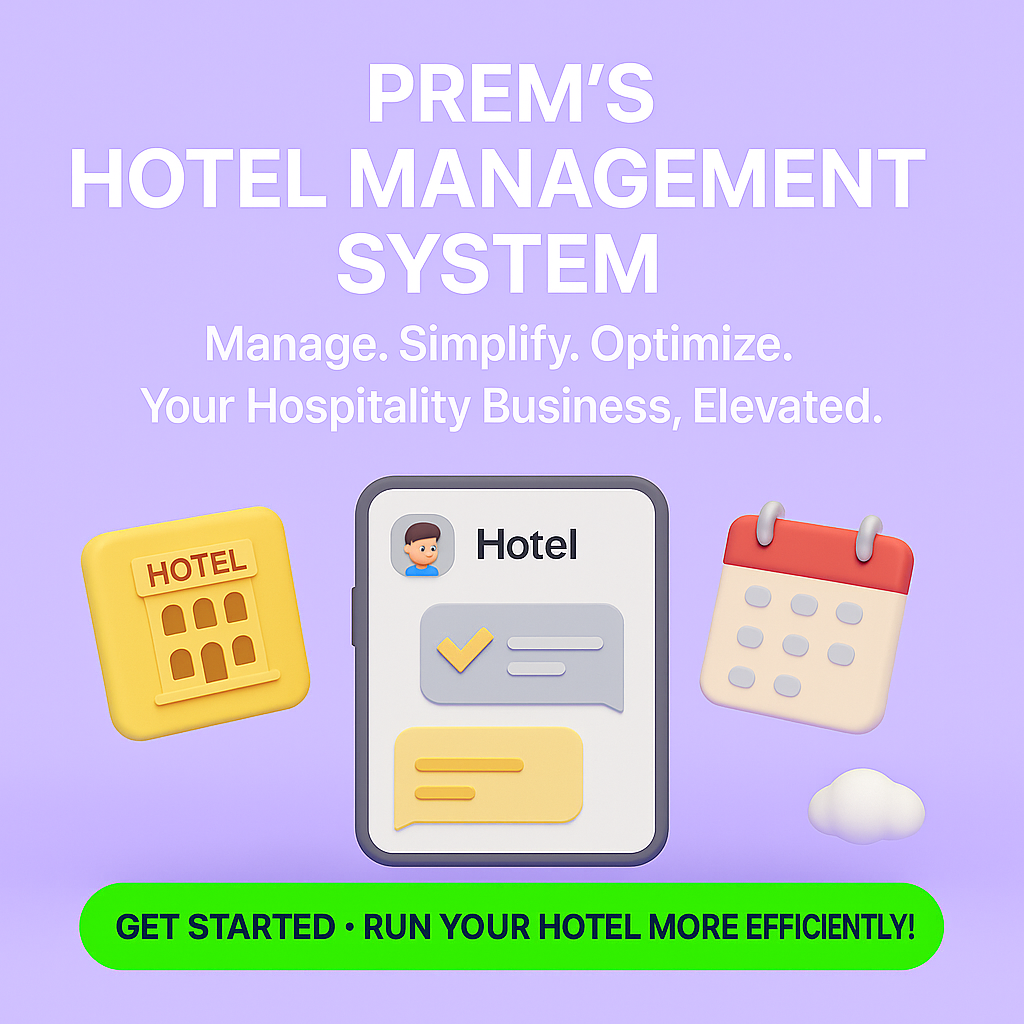 PREM’S
HOTEL MANAGEMENT
SYSTEM
Manage. Simplify. Optimize.
Your Hospitality Business, Elevated.
HOTEL
Hotel
GET STARTED • RUN YOUR HOTEL MORE EFFICIENTLY!